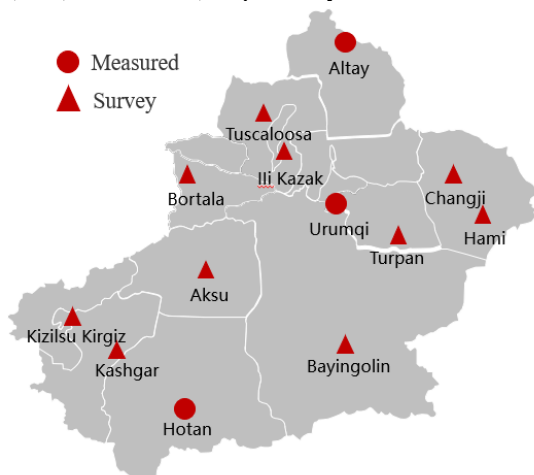 Measured
Altay
Survey
Tuscaloosa
Ili Kazak
Bortala
Changji
Urumqi
Hami
Turpan
Aksu
Kizilsu Kirgiz
Kashgar
Bayingolin
Hotan